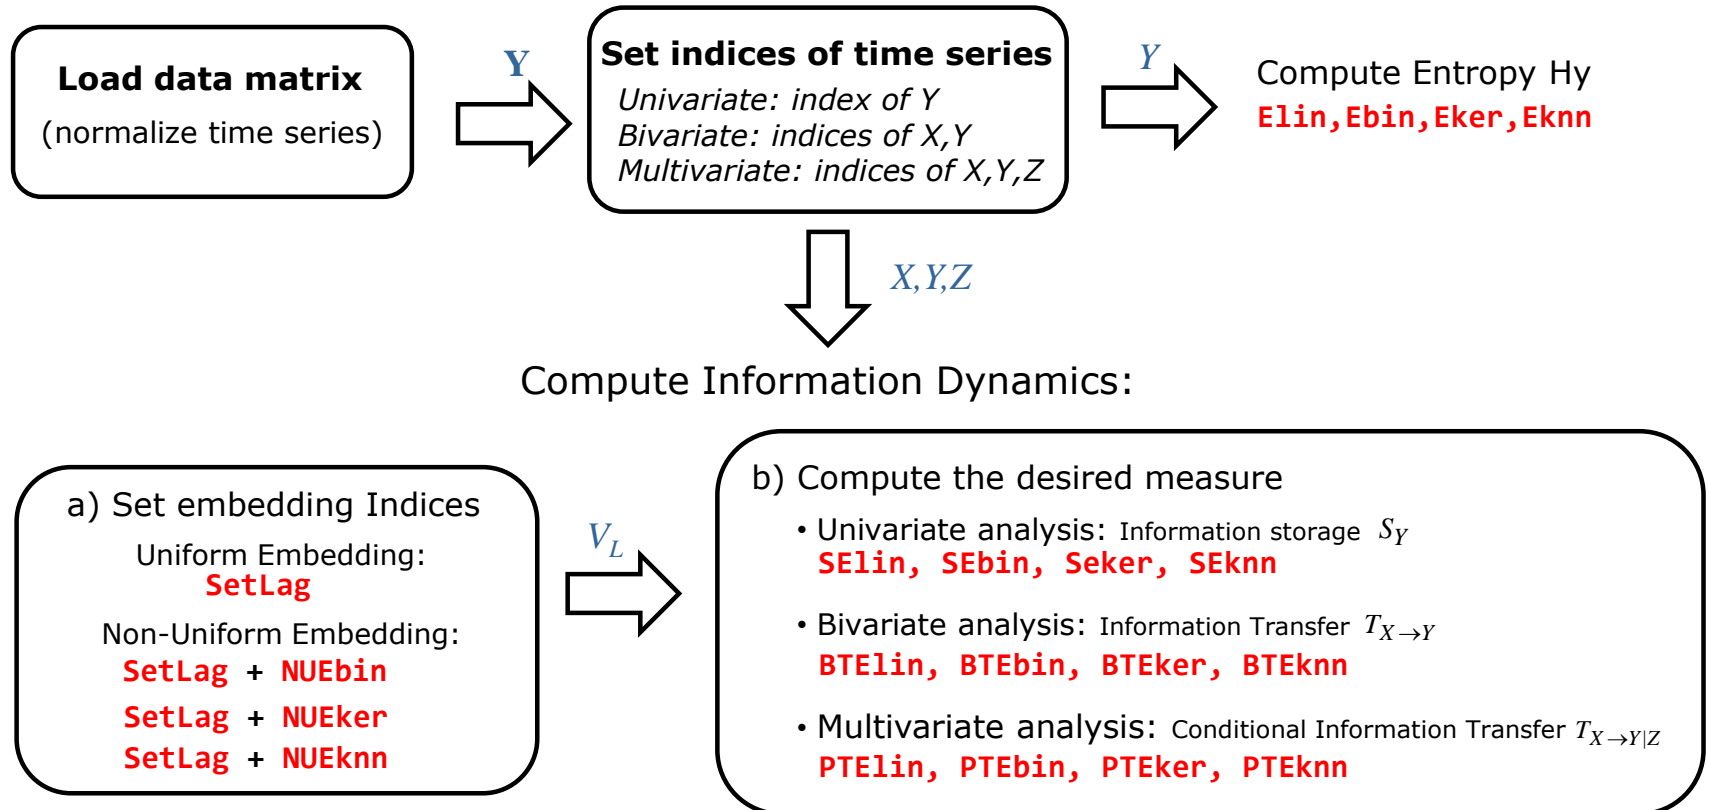 Load data matrix
(normalize time series)
Y
Set indices of time series
Univariate: index of Y
Bivariate: indices of X,Y
Multivariate: indices of X,Y,Z
Y
Compute Entropy Hy
Elin,Ebin,Eker,Eknn
X,Y,Z
Compute Information Dynamics:
a) Set embedding Indices
Uniform Embedding:
SetLag
Non-Uniform Embedding:
SetLag + NUEbin
SetLag + NUEker
SetLag + NUEknn
V_L
b) Compute the desired measure
• Univariate analysis: Information storage S_Y
SElin, SEbin, Seker, SEknn
• Bivariate analysis: Information Transfer T_{X→Y}
BTElin, BTEbin, BTEker, BTEknn
• Multivariate analysis: Conditional Information Transfer T_{X→Y|Z}
PTElin, PTEbin, PTEker, PTEknn